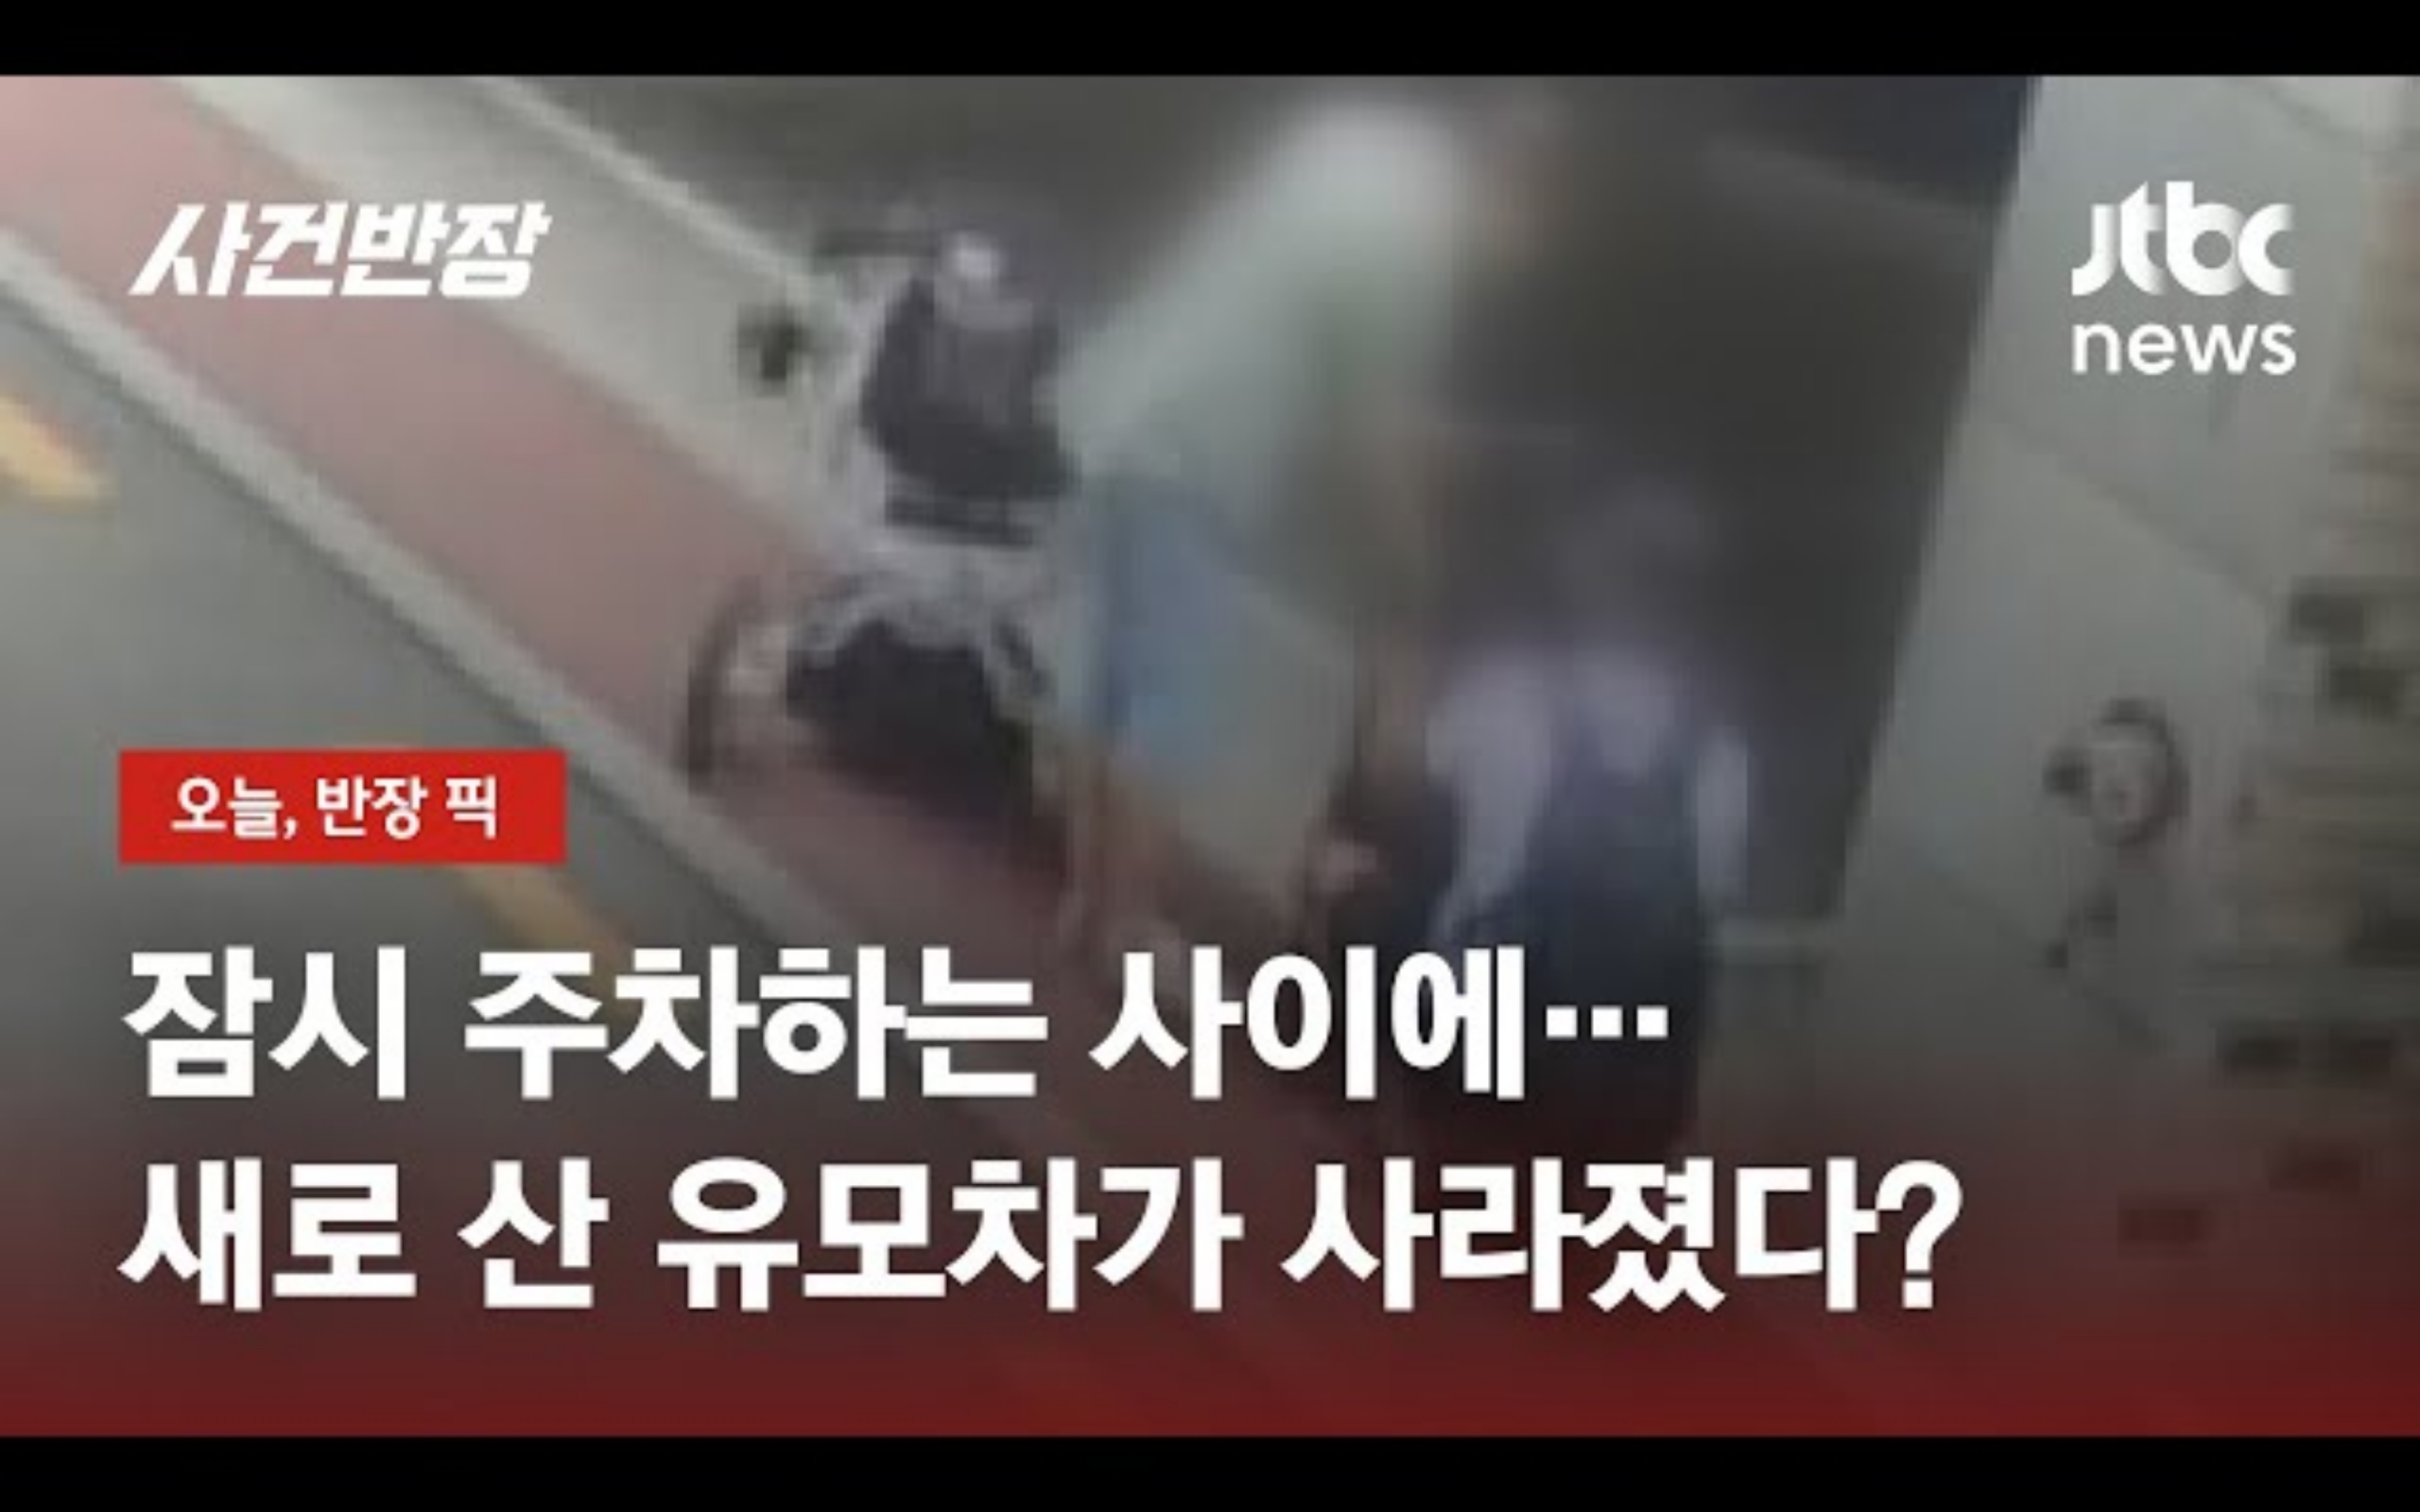 사건반장
jtbc
news
오늘, 반장 픽
잠시 주차하는 사이에…
새로 산 유모차가 사라졌다?